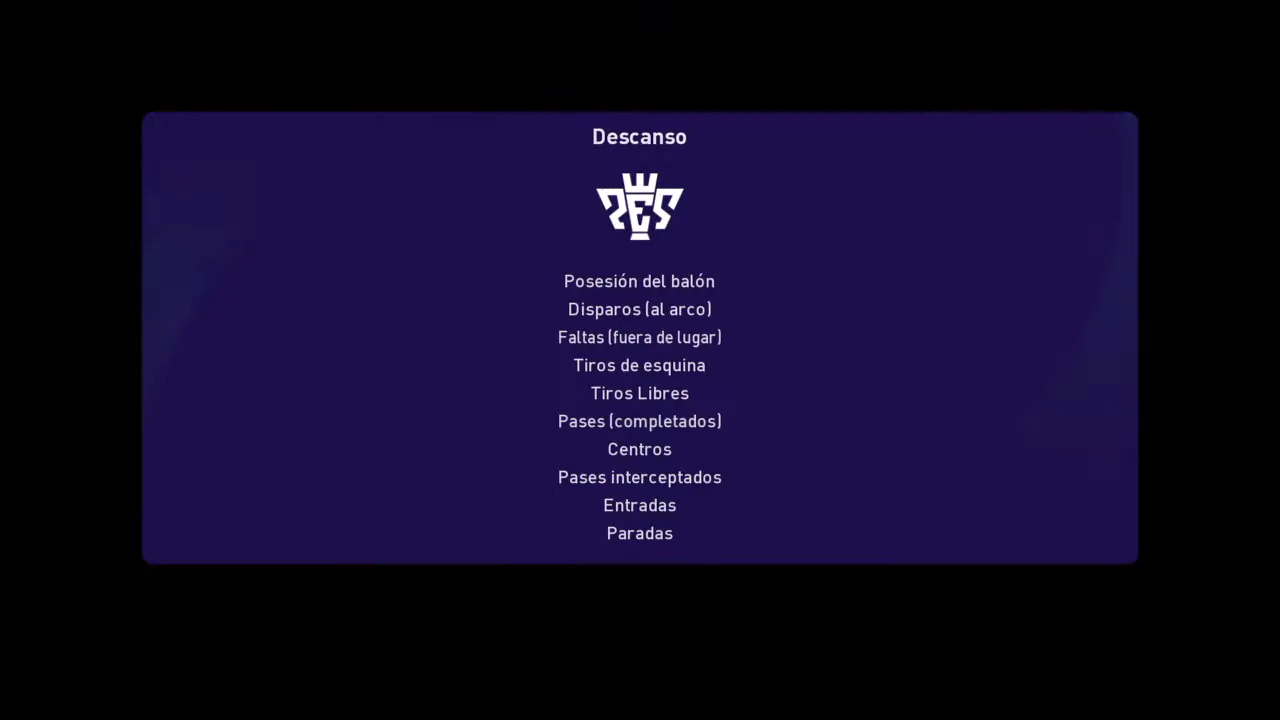 Descanso
PES
Posesión del balón
Disparos (al arco)
Faltas (fuera de lugar)
Tiros de esquina
Tiros Libres
Pases (completados)
Centros
Pases interceptados
Entradas
Paradas